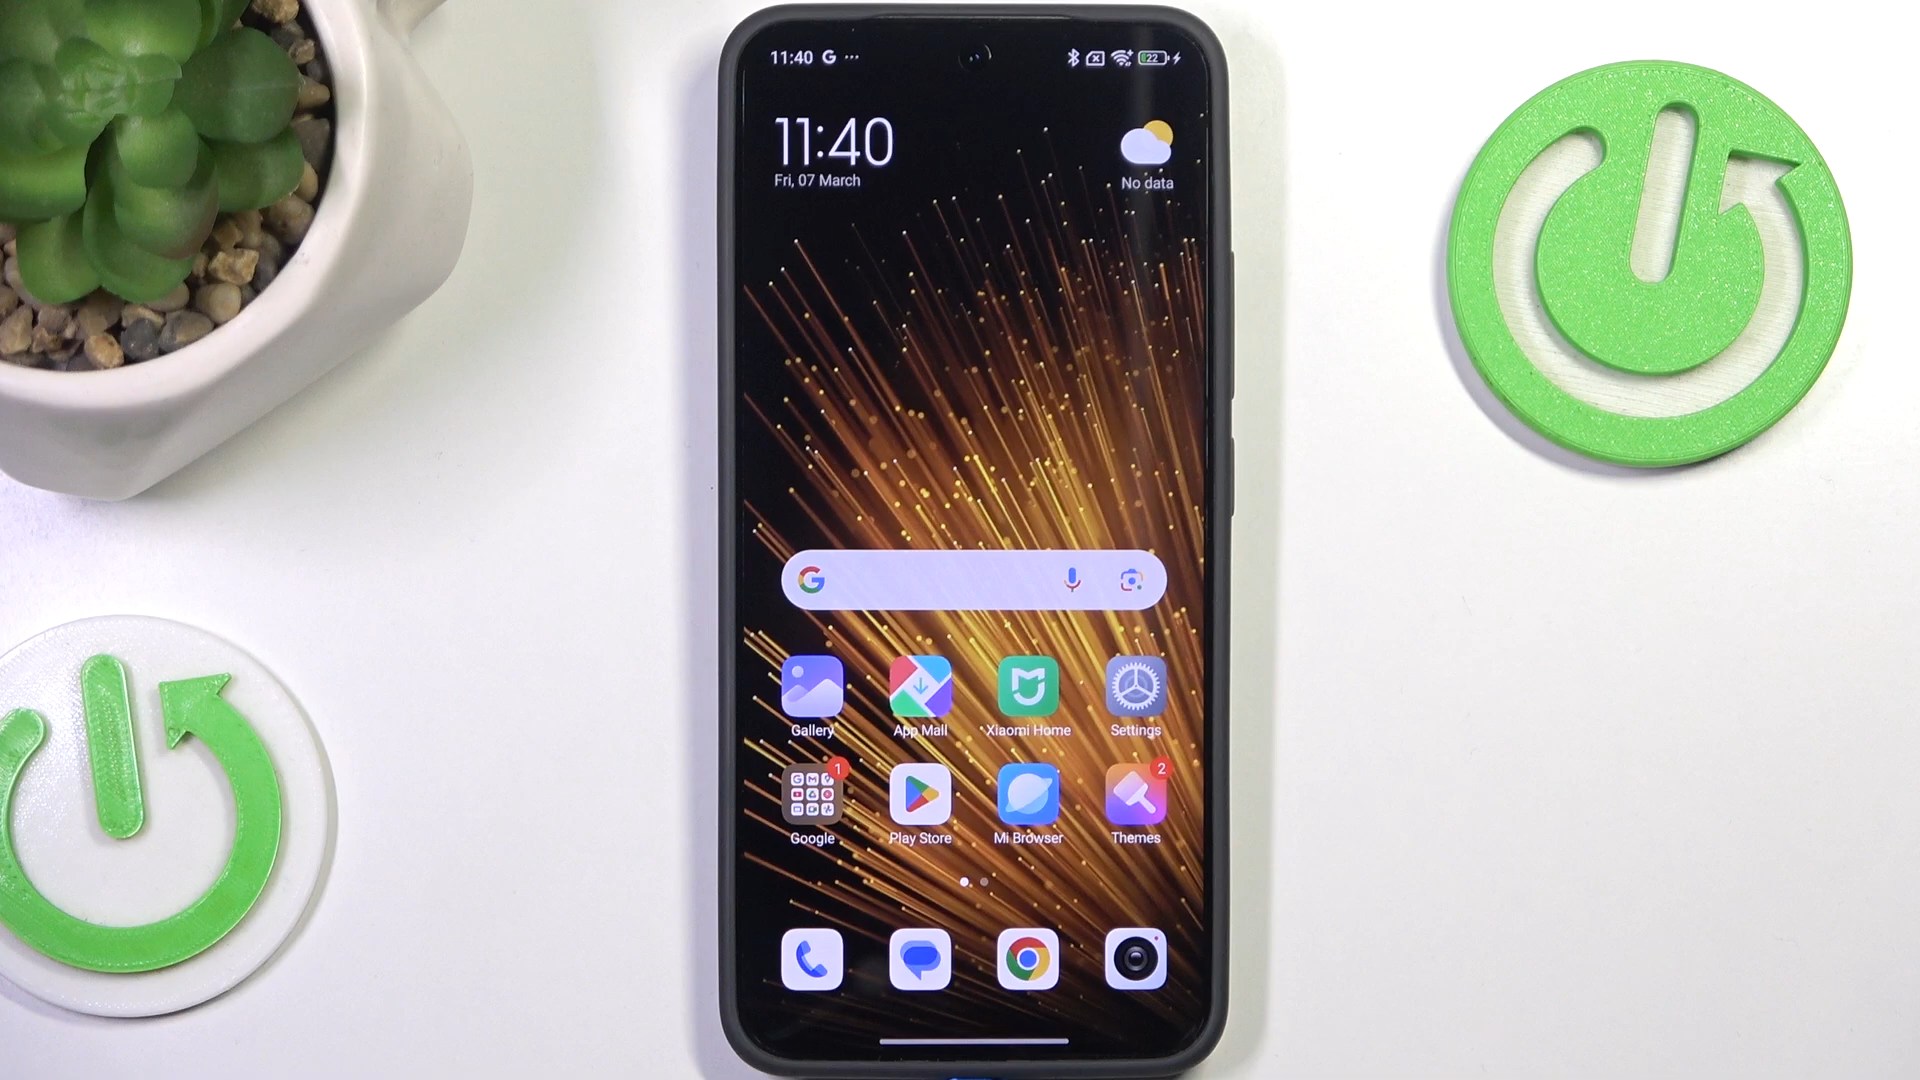 11:40 G ...
22
11:40
Fri, 07 March
No data
G
Gallery
App Mall
Xiaomi Home
Settings
1
2
Google
Play Store
Mi Browser
Themes